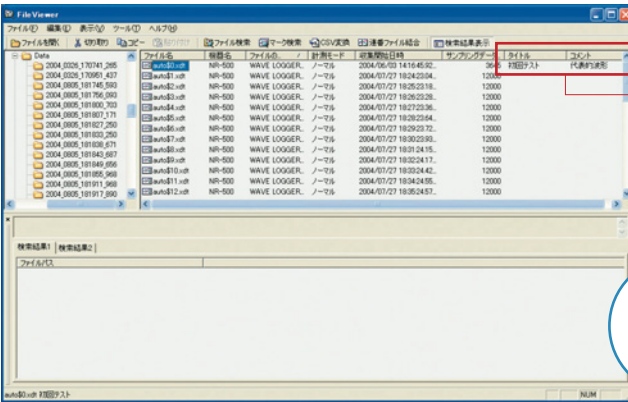 File Viewer
ファイル(F) 編集(E) 表示(V) ツール(T) ヘルプ(H)
ファイルを開く 切り取り コピー 貼り付け ファイル検索 マーク検索 CSV変換 連番ファイル結合 検索結果表示
Data
2004_0326_170741_265
2004_0326_170951_437
2004_0805_181745_593
2004_0805_181756_093
2004_0805_181800_703
2004_0805_181807_171
2004_0805_181827_250
2004_0805_181833_250
2004_0805_181838_671
2004_0805_181843_687
2004_0805_181849_656
2004_0805_181855_968
2004_0805_181911_968
2004_0805_181917_890
ファイル名 機器名 ファイルの... / 計測モード 収集開始日時 サンプリングデータ... タイトル コメント
auto$0.xdt NR-500 WAVE LOGGER... ノーマル 2004/06/03 14:16:45.92... 3645 初回テスト 代表的波形
auto$1.xdt NR-500 WAVE LOGGER... ノーマル 2004/07/27 18:24:23.04... 12000
auto$2.xdt NR-500 WAVE LOGGER... ノーマル 2004/07/27 18:25:23.18... 12000
auto$4.xdt NR-500 WAVE LOGGER... ノーマル 2004/07/27 18:27:23.36... 12000
auto$5.xdt NR-500 WAVE LOGGER... ノーマル 2004/07/27 18:28:23.64... 12000
auto$6.xdt NR-500 WAVE LOGGER... ノーマル 2004/07/27 18:29:23.72... 12000
auto$7.xdt NR-500 WAVE LOGGER... ノーマル 2004/07/27 18:30:23.93... 12000
auto$8.xdt NR-500 WAVE LOGGER... ノーマル 2004/07/27 18:31:24.15... 12000
auto$9.xdt NR-500 WAVE LOGGER... ノーマル 2004/07/27 18:32:24.17... 12000
auto$10.xdt NR-500 WAVE LOGGER... ノーマル 2004/07/27 18:33:24.42... 12000
auto$11.xdt NR-500 WAVE LOGGER... ノーマル 2004/07/27 18:34:24.55... 12000
auto$12.xdt NR-500 WAVE LOGGER... ノーマル 2004/07/27 18:35:24.57... 12000
検索結果1 検索結果2
ファイルパス
auto$0.xdt 初回テスト
NUM